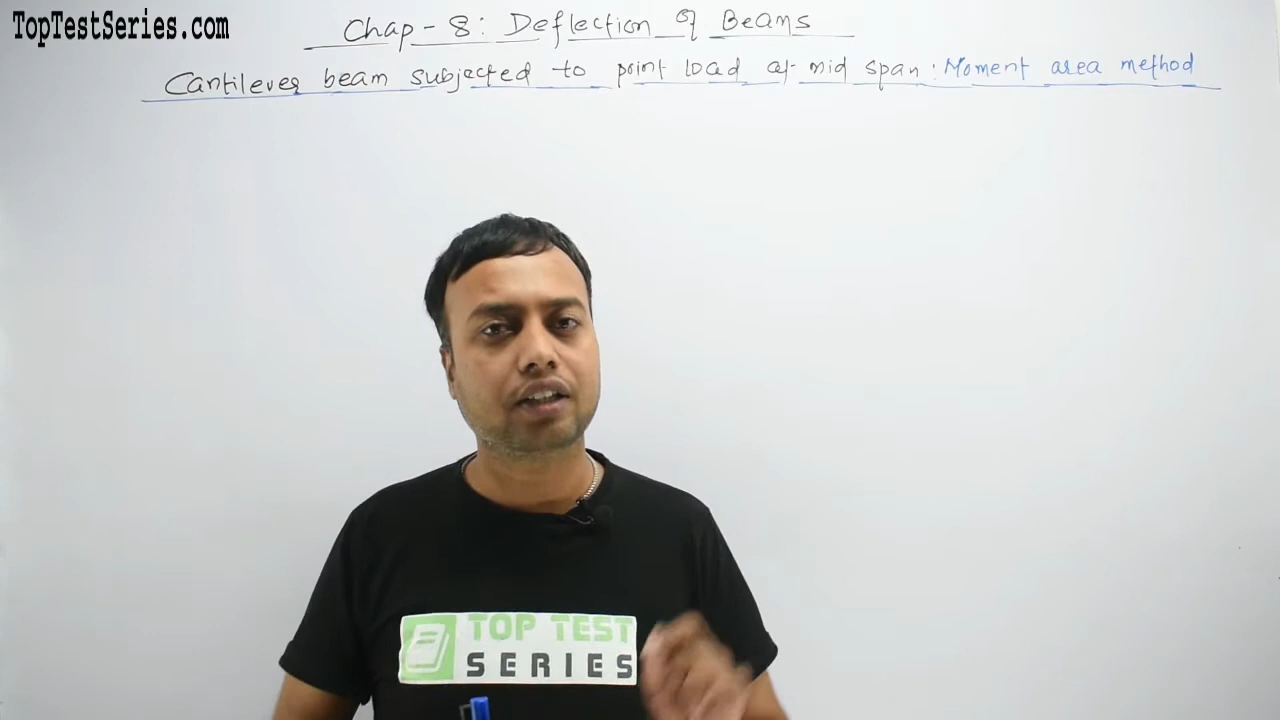 TopTestSeries.com
Chap-8: Deflection of Beams
Cantilever beam subjected to point load at mid span: Moment area method
TOP TEST
SERIES